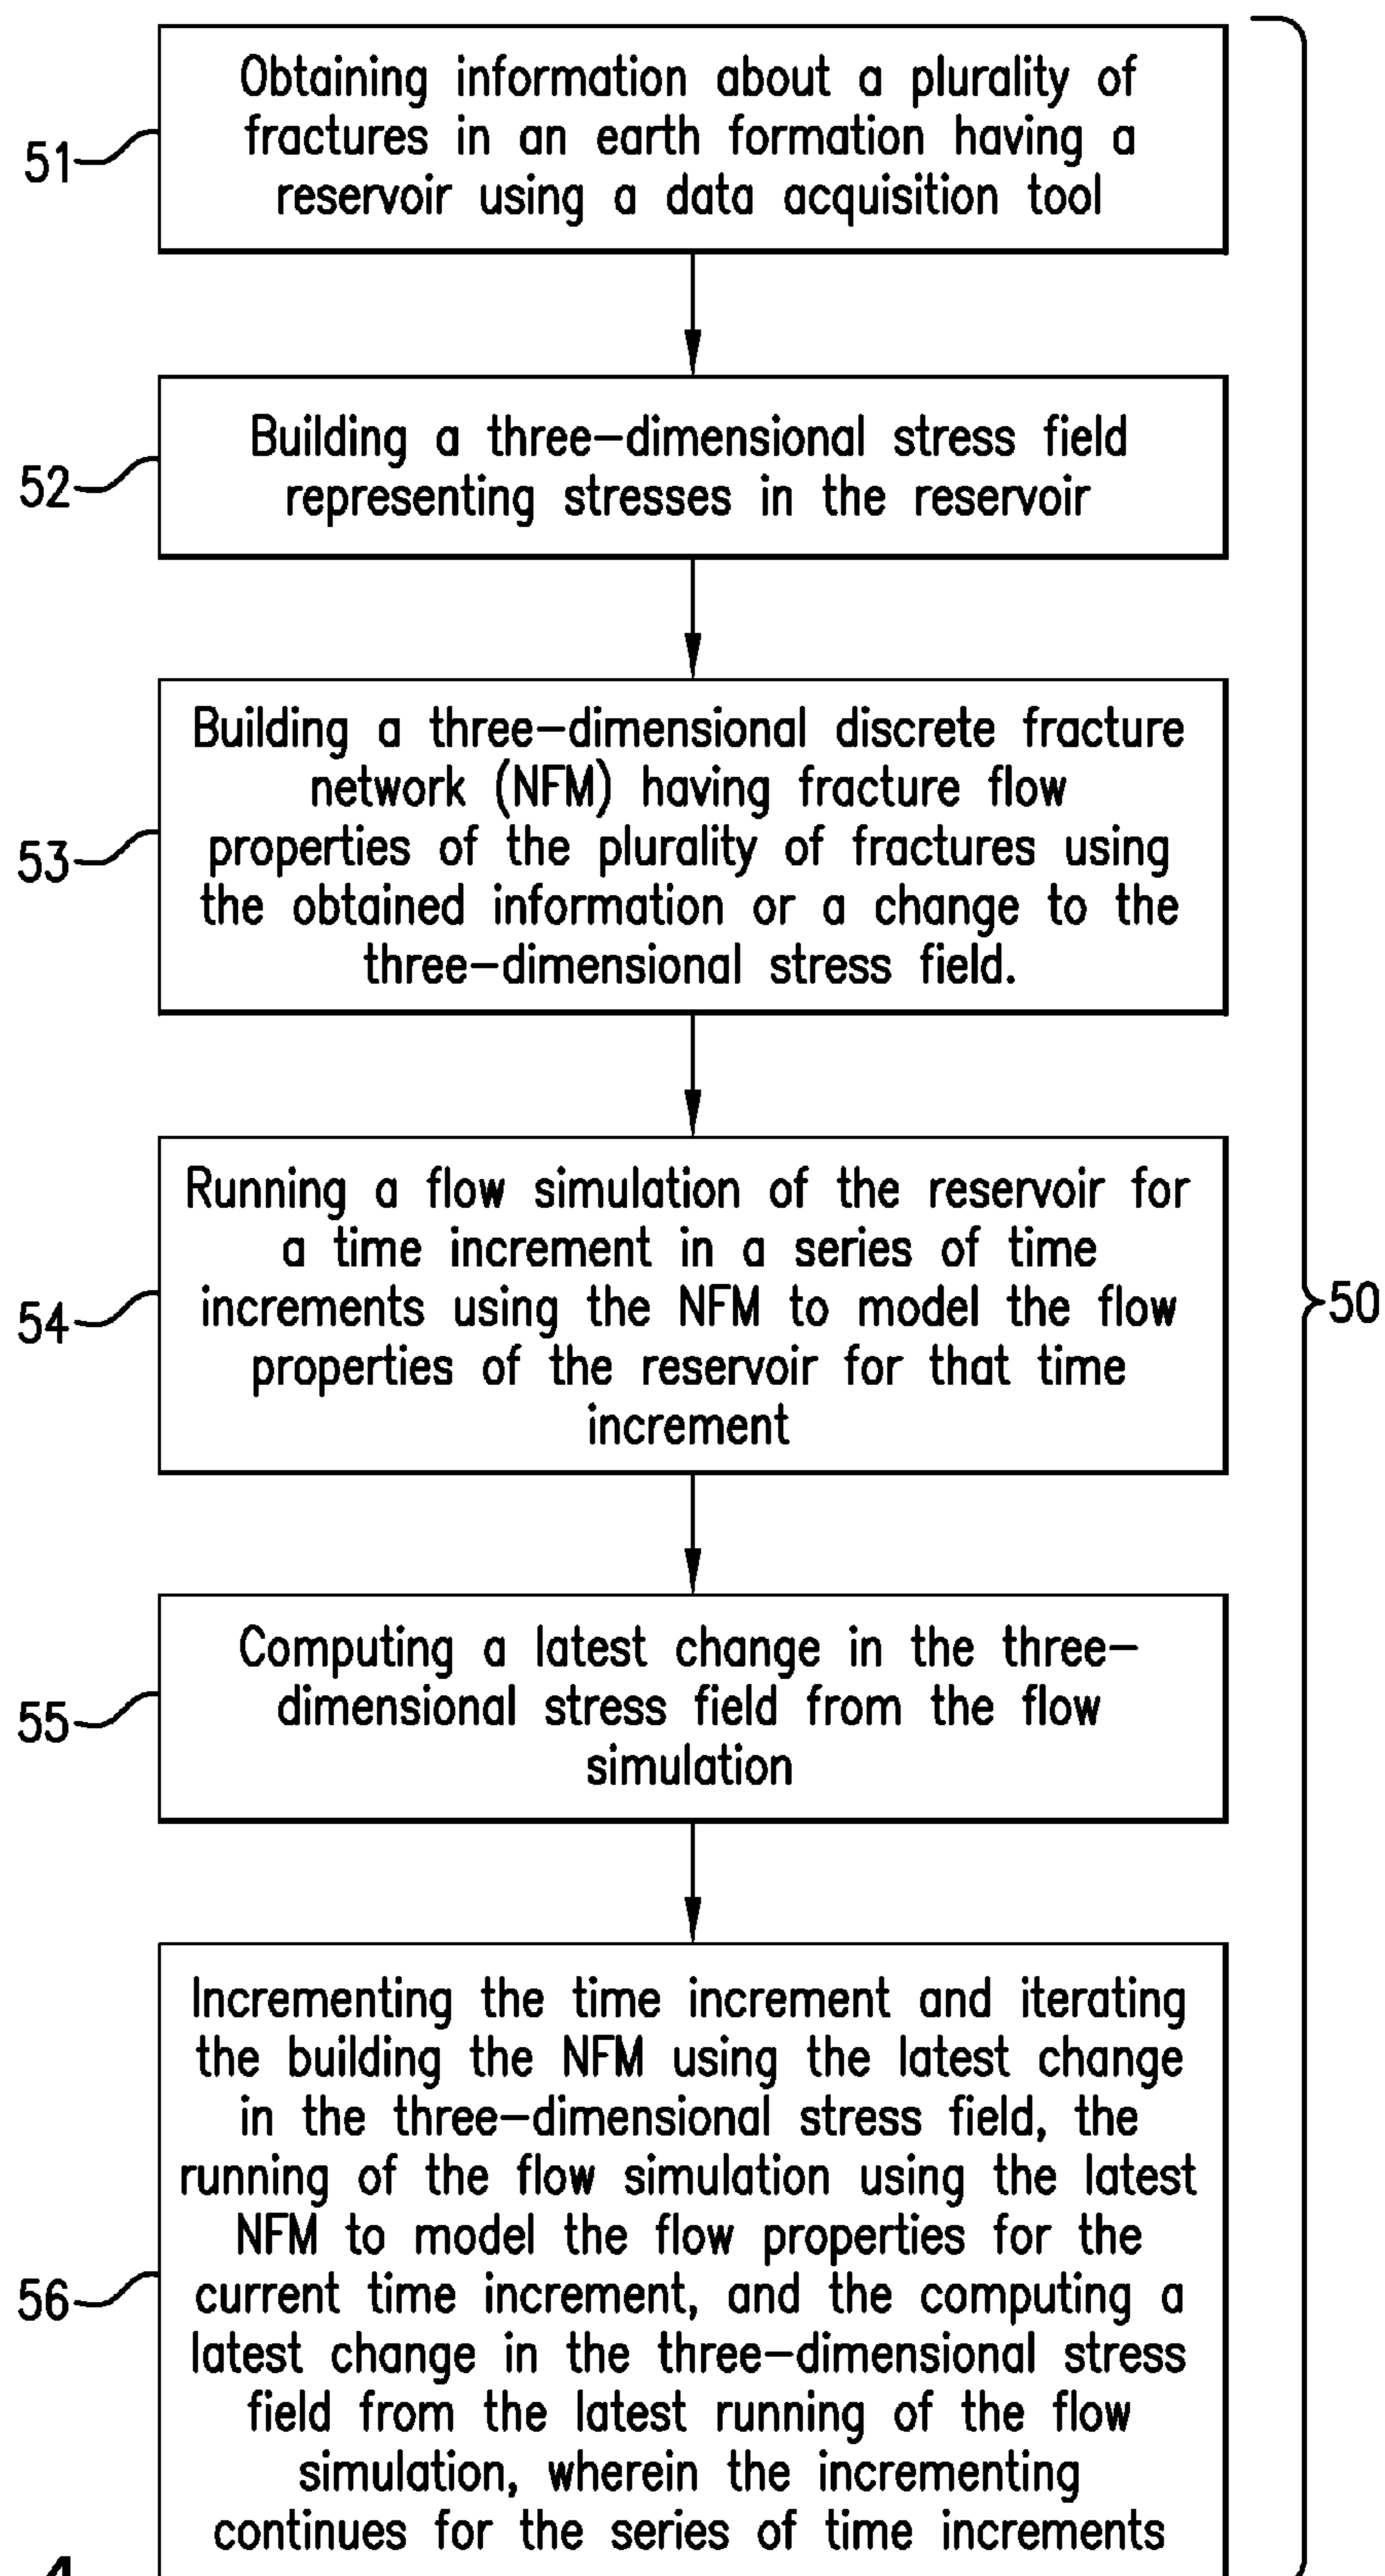 Obtaining information about a plurality of
fractures in an earth formation having a
reservoir using a data acquisition tool
51
Building a three-dimensional stress field
representing stresses in the reservoir
52
Building a three-dimensional discrete fracture
network (NFM) having fracture flow
properties of the plurality of fractures using
the obtained information or a change to the
three-dimensional stress field.
53
Running a flow simulation of the reservoir for
a time increment in a series of time
increments using the NFM to model the flow
properties of the reservoir for that time
increment
54
50
Computing a latest change in the three-
dimensional stress field from the flow
simulation
55
Incrementing the time increment and iterating
the building the NFM using the latest change
in the three-dimensional stress field, the
running of the flow simulation using the latest
NFM to model the flow properties for the
current time increment, and the computing a
latest change in the three-dimensional stress
field from the latest running of the flow
simulation, wherein the incrementing
continues for the series of time increments
56